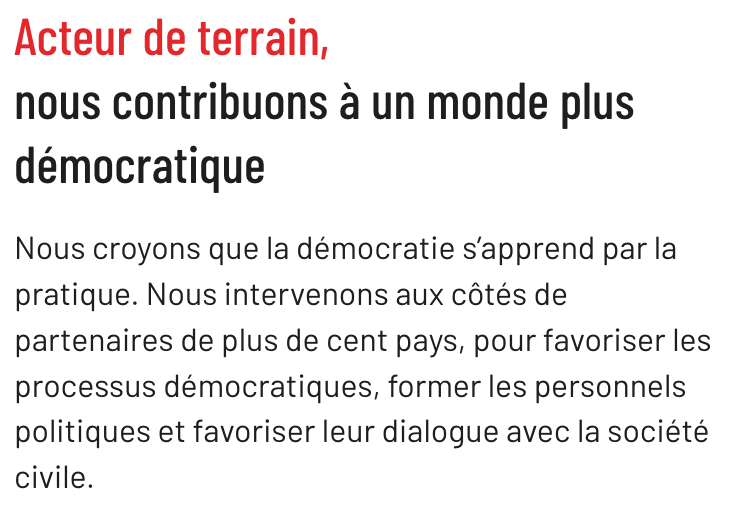 Acteur de terrain,
nous contribuons à un monde plus
démocratique
Nous croyons que la démocratie s’apprend par la
pratique. Nous intervenons aux côtés de
partenaires de plus de cent pays, pour favoriser les
processus démocratiques, former les personnels
politiques et favoriser leur dialogue avec la société
civile.